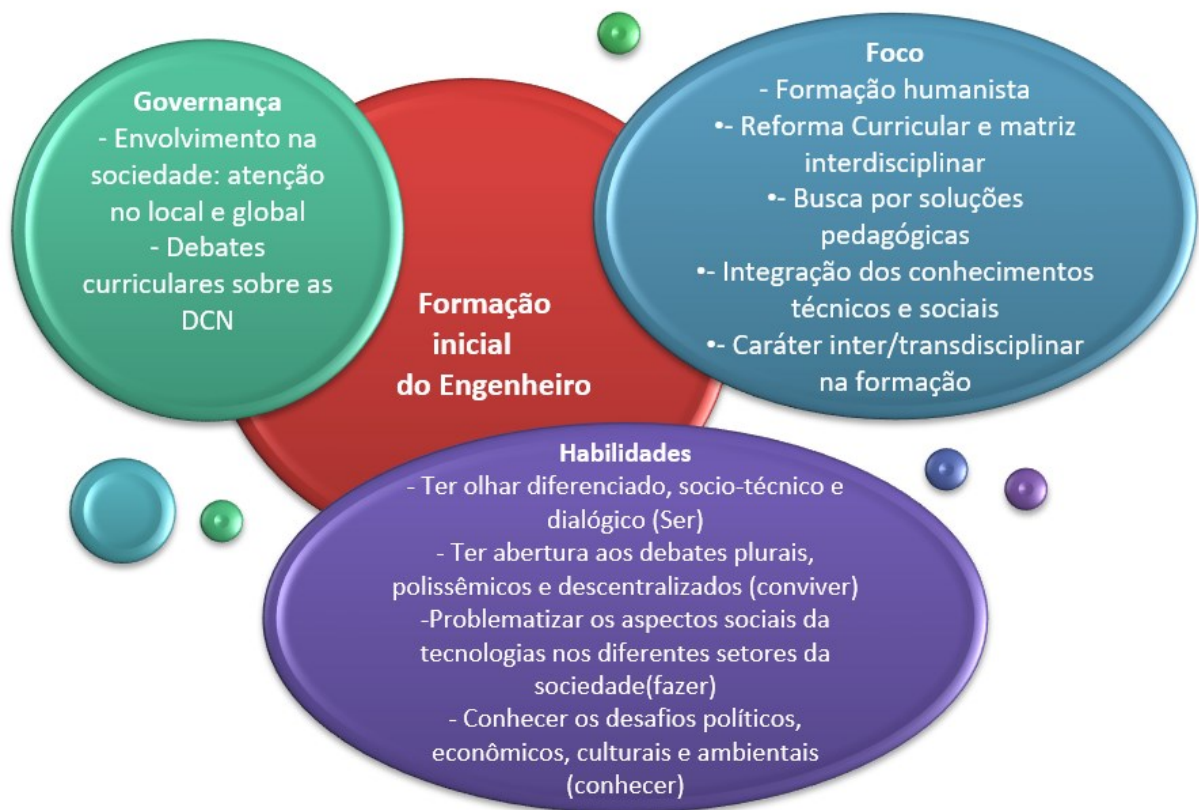 Governança
- Envolvimento na
sociedade: atenção
no local e global
- Debates
curriculares sobre as
DCN
Formação
inicial
do Engenheiro
Foco
- Formação humanista
•- Reforma Curricular e matriz
interdisciplinar
•- Busca por soluções
pedagógicas
•- Integração dos conhecimentos
técnicos e sociais
•- Caráter inter/transdisciplinar
na formação
Habilidades
- Ter olhar diferenciado, socio-técnico e
dialógico (Ser)
- Ter abertura aos debates plurais,
polissêmicos e descentralizados (conviver)
-Problematizar os aspectos sociais da
tecnologias nos diferentes setores da
sociedade(fazer)
- Conhecer os desafios políticos,
econômicos, culturais e ambientais
(conhecer)